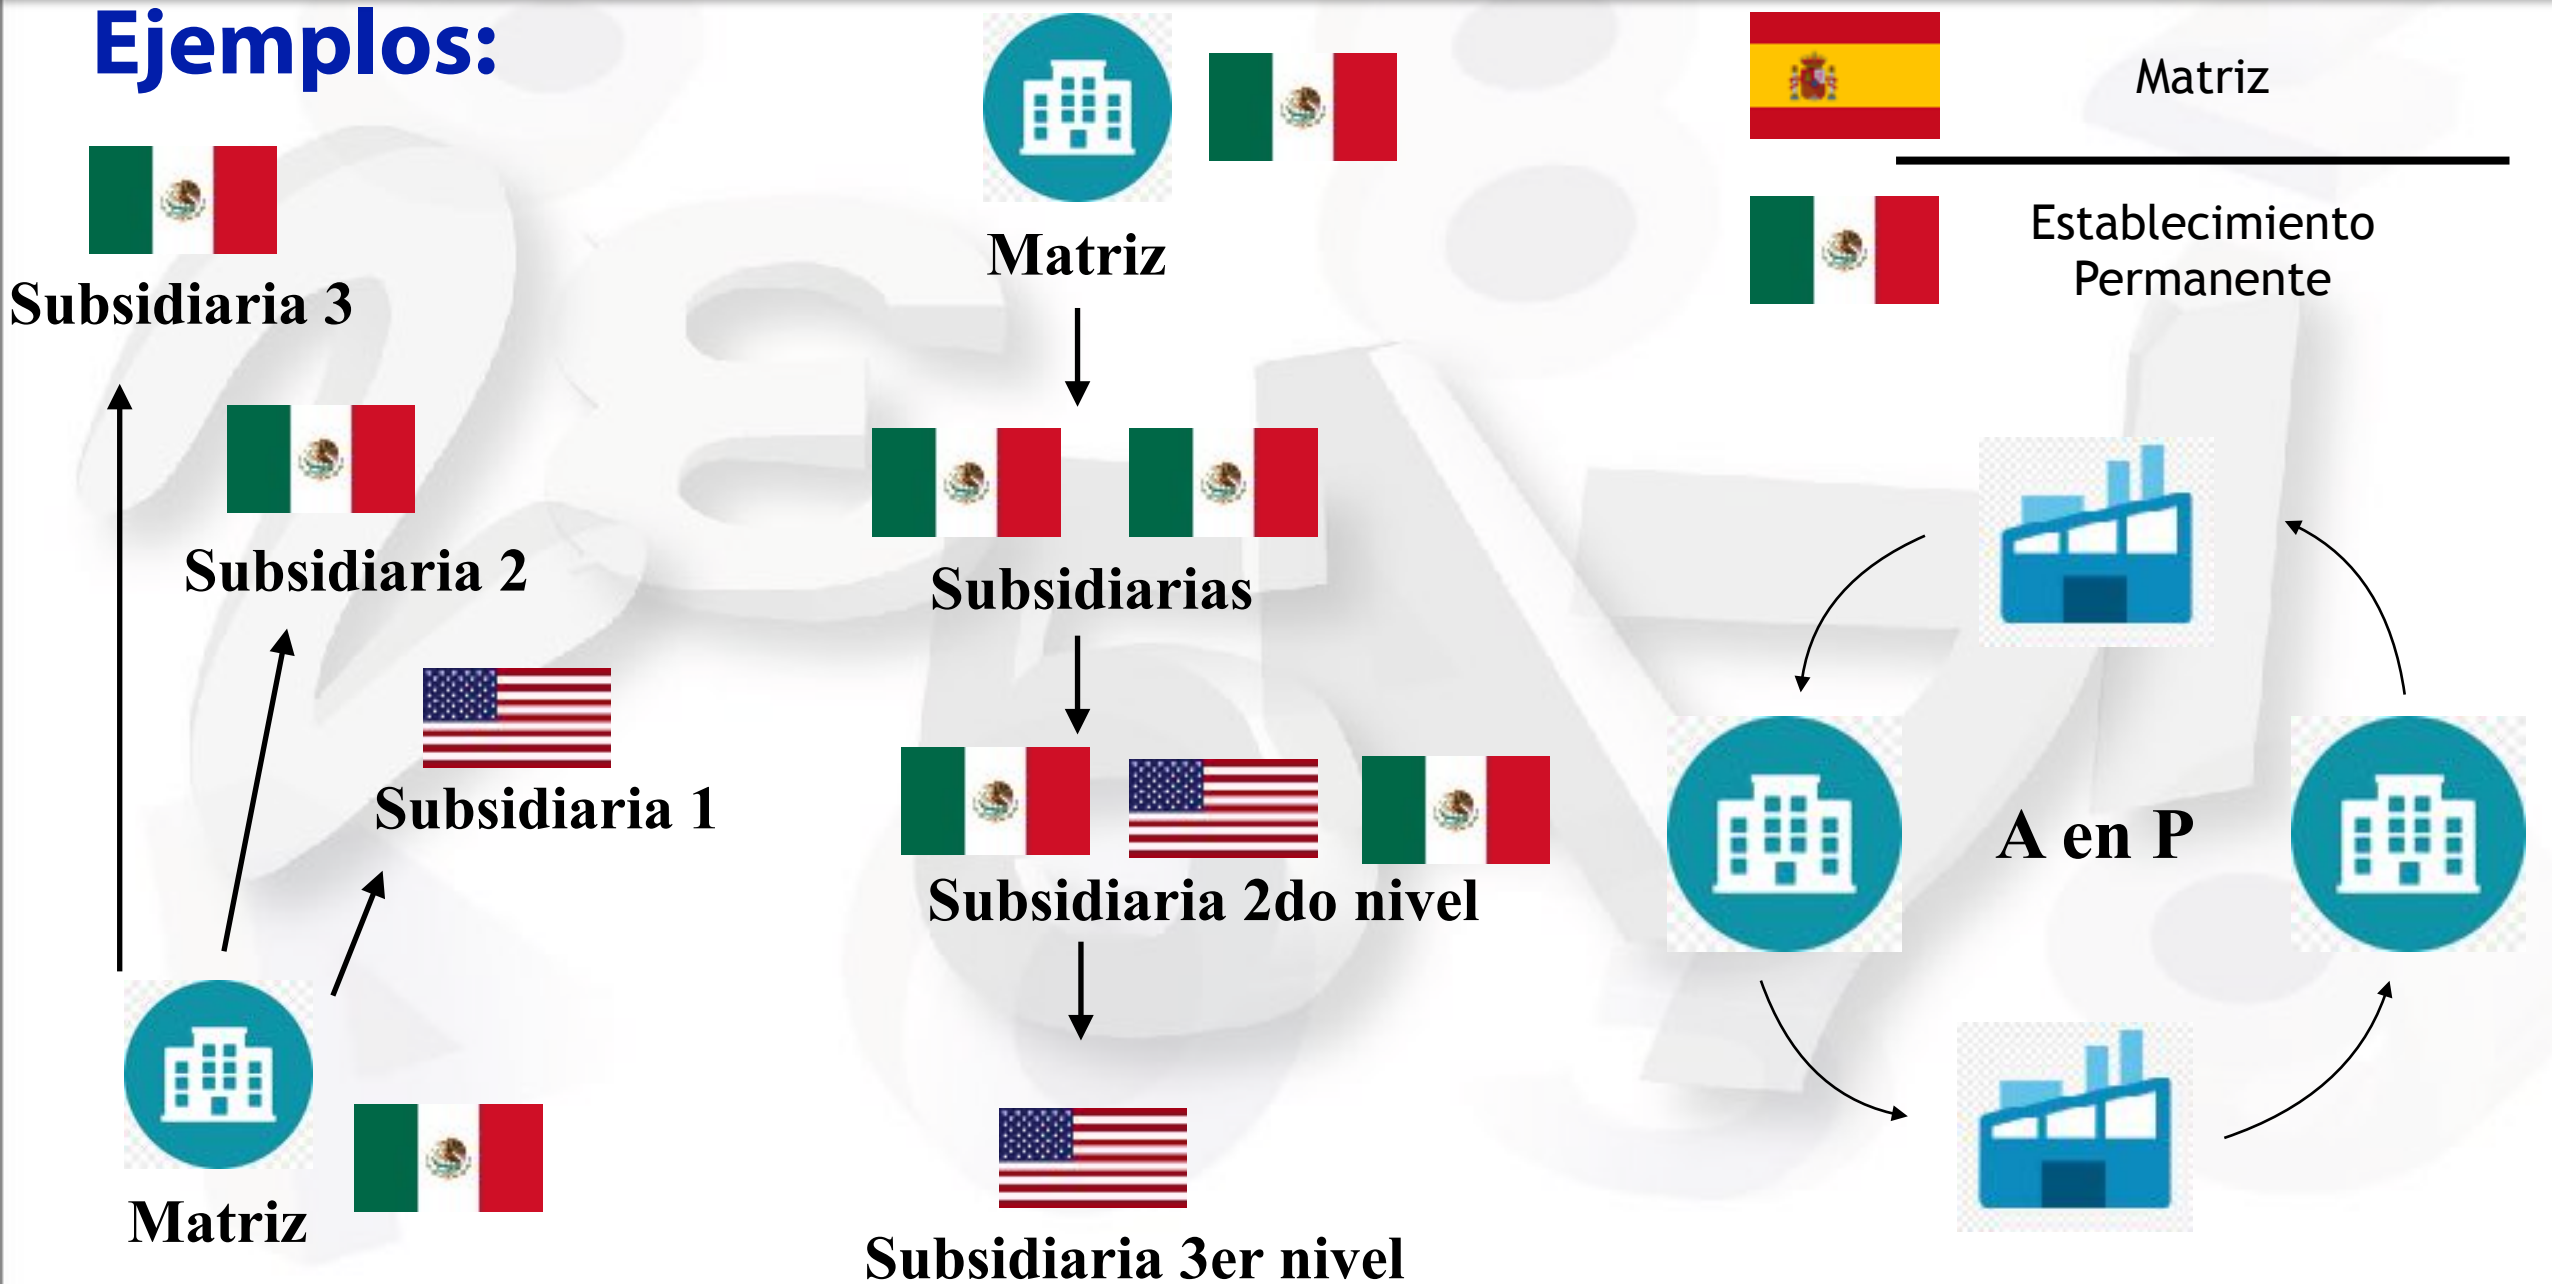 Ejemplos:
Subsidiaria 3
Subsidiaria 2
Subsidiaria 1
Matriz
Matriz
Subsidiarias
Subsidiaria 2do nivel
Subsidiaria 3er nivel
Matriz
Establecimiento
Permanente
A en P